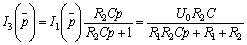 I₃(p̄) = I₁(p̄) R₂Cp / (R₂Cp + 1) = U₀R₂C / (R₁R₂Cp + R₁ + R₂)